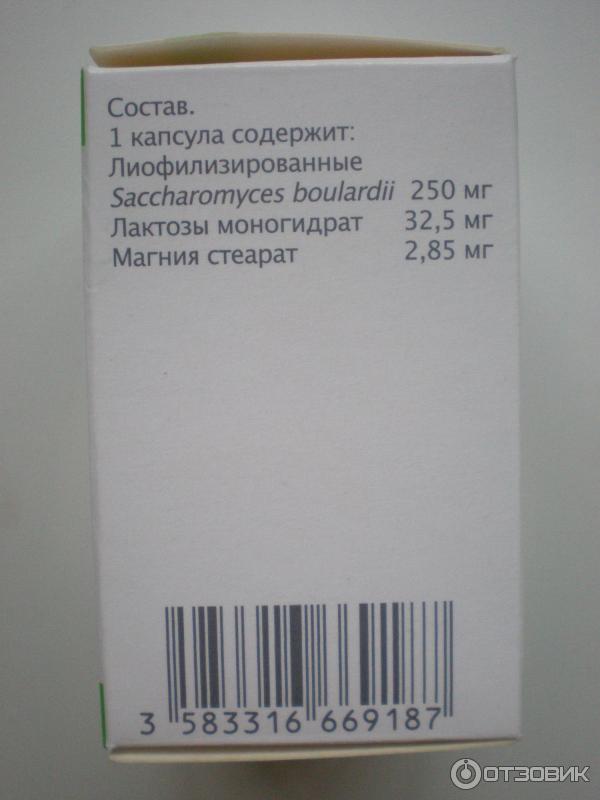 Состав.
1 капсула содержит:
Лиофилизированные
Saccharomyces boulardii 250 мг
Лактозы моногидрат 32,5 мг
Магния стеарат 2,85 мг
3 583316 669187
ОТЗОВИК